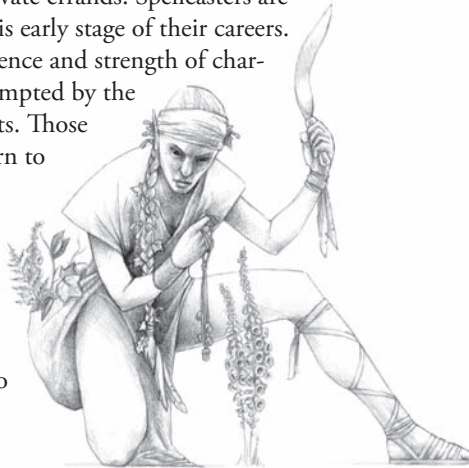 vate errands. Spellcasters are
is early stage of their careers.
ence and strength of char-
mpted by the
ts. Those
rn to
o